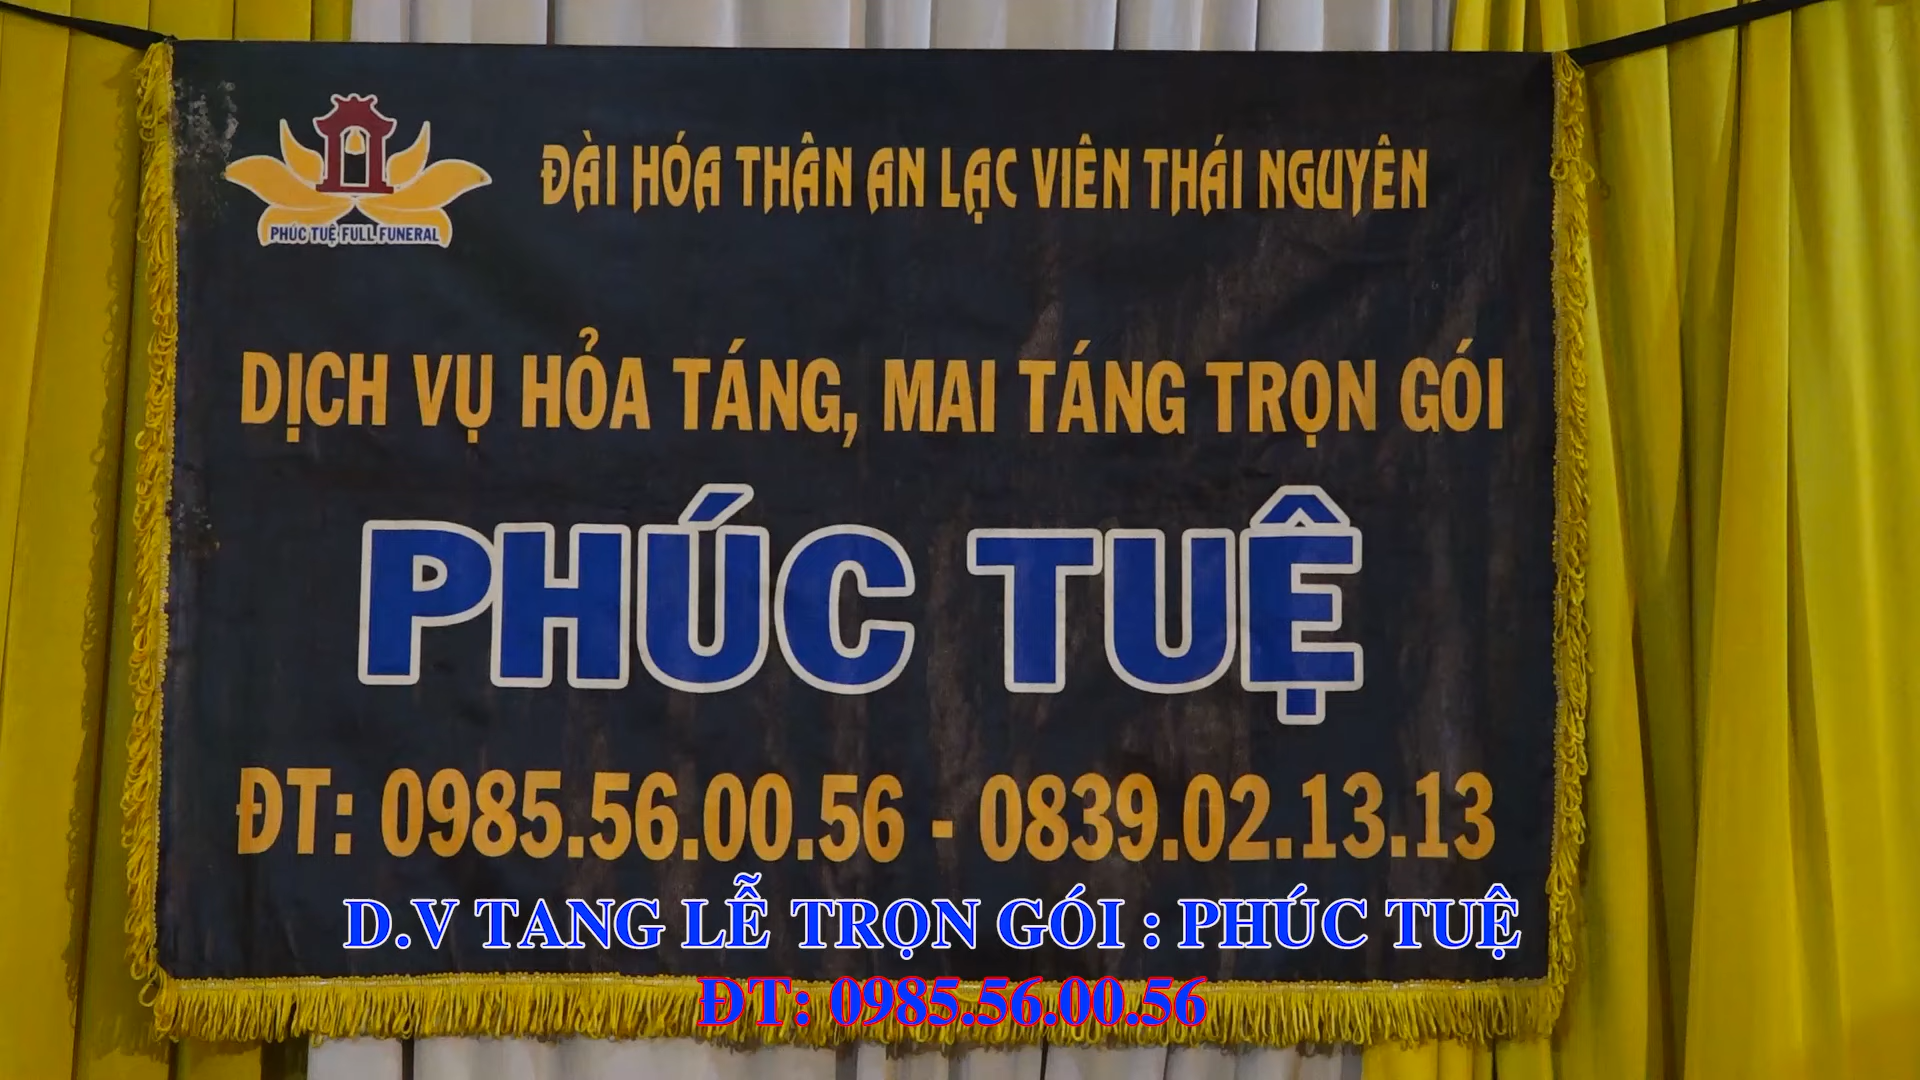 ĐÀI HÓA THÂN AN LẠC VIÊN THÁI NGUYÊN
PHÚC TUỆ FULL FUNERAL
DỊCH VỤ HỎA TÁNG, MAI TÁNG TRỌN GÓI
PHÚC TUỆ
ĐT: 0985.56.00.56 - 0839.02.13.13
D.V TANG LỄ TRỌN GÓI : PHÚC TUỆ
ĐT: 0985.56.00.56